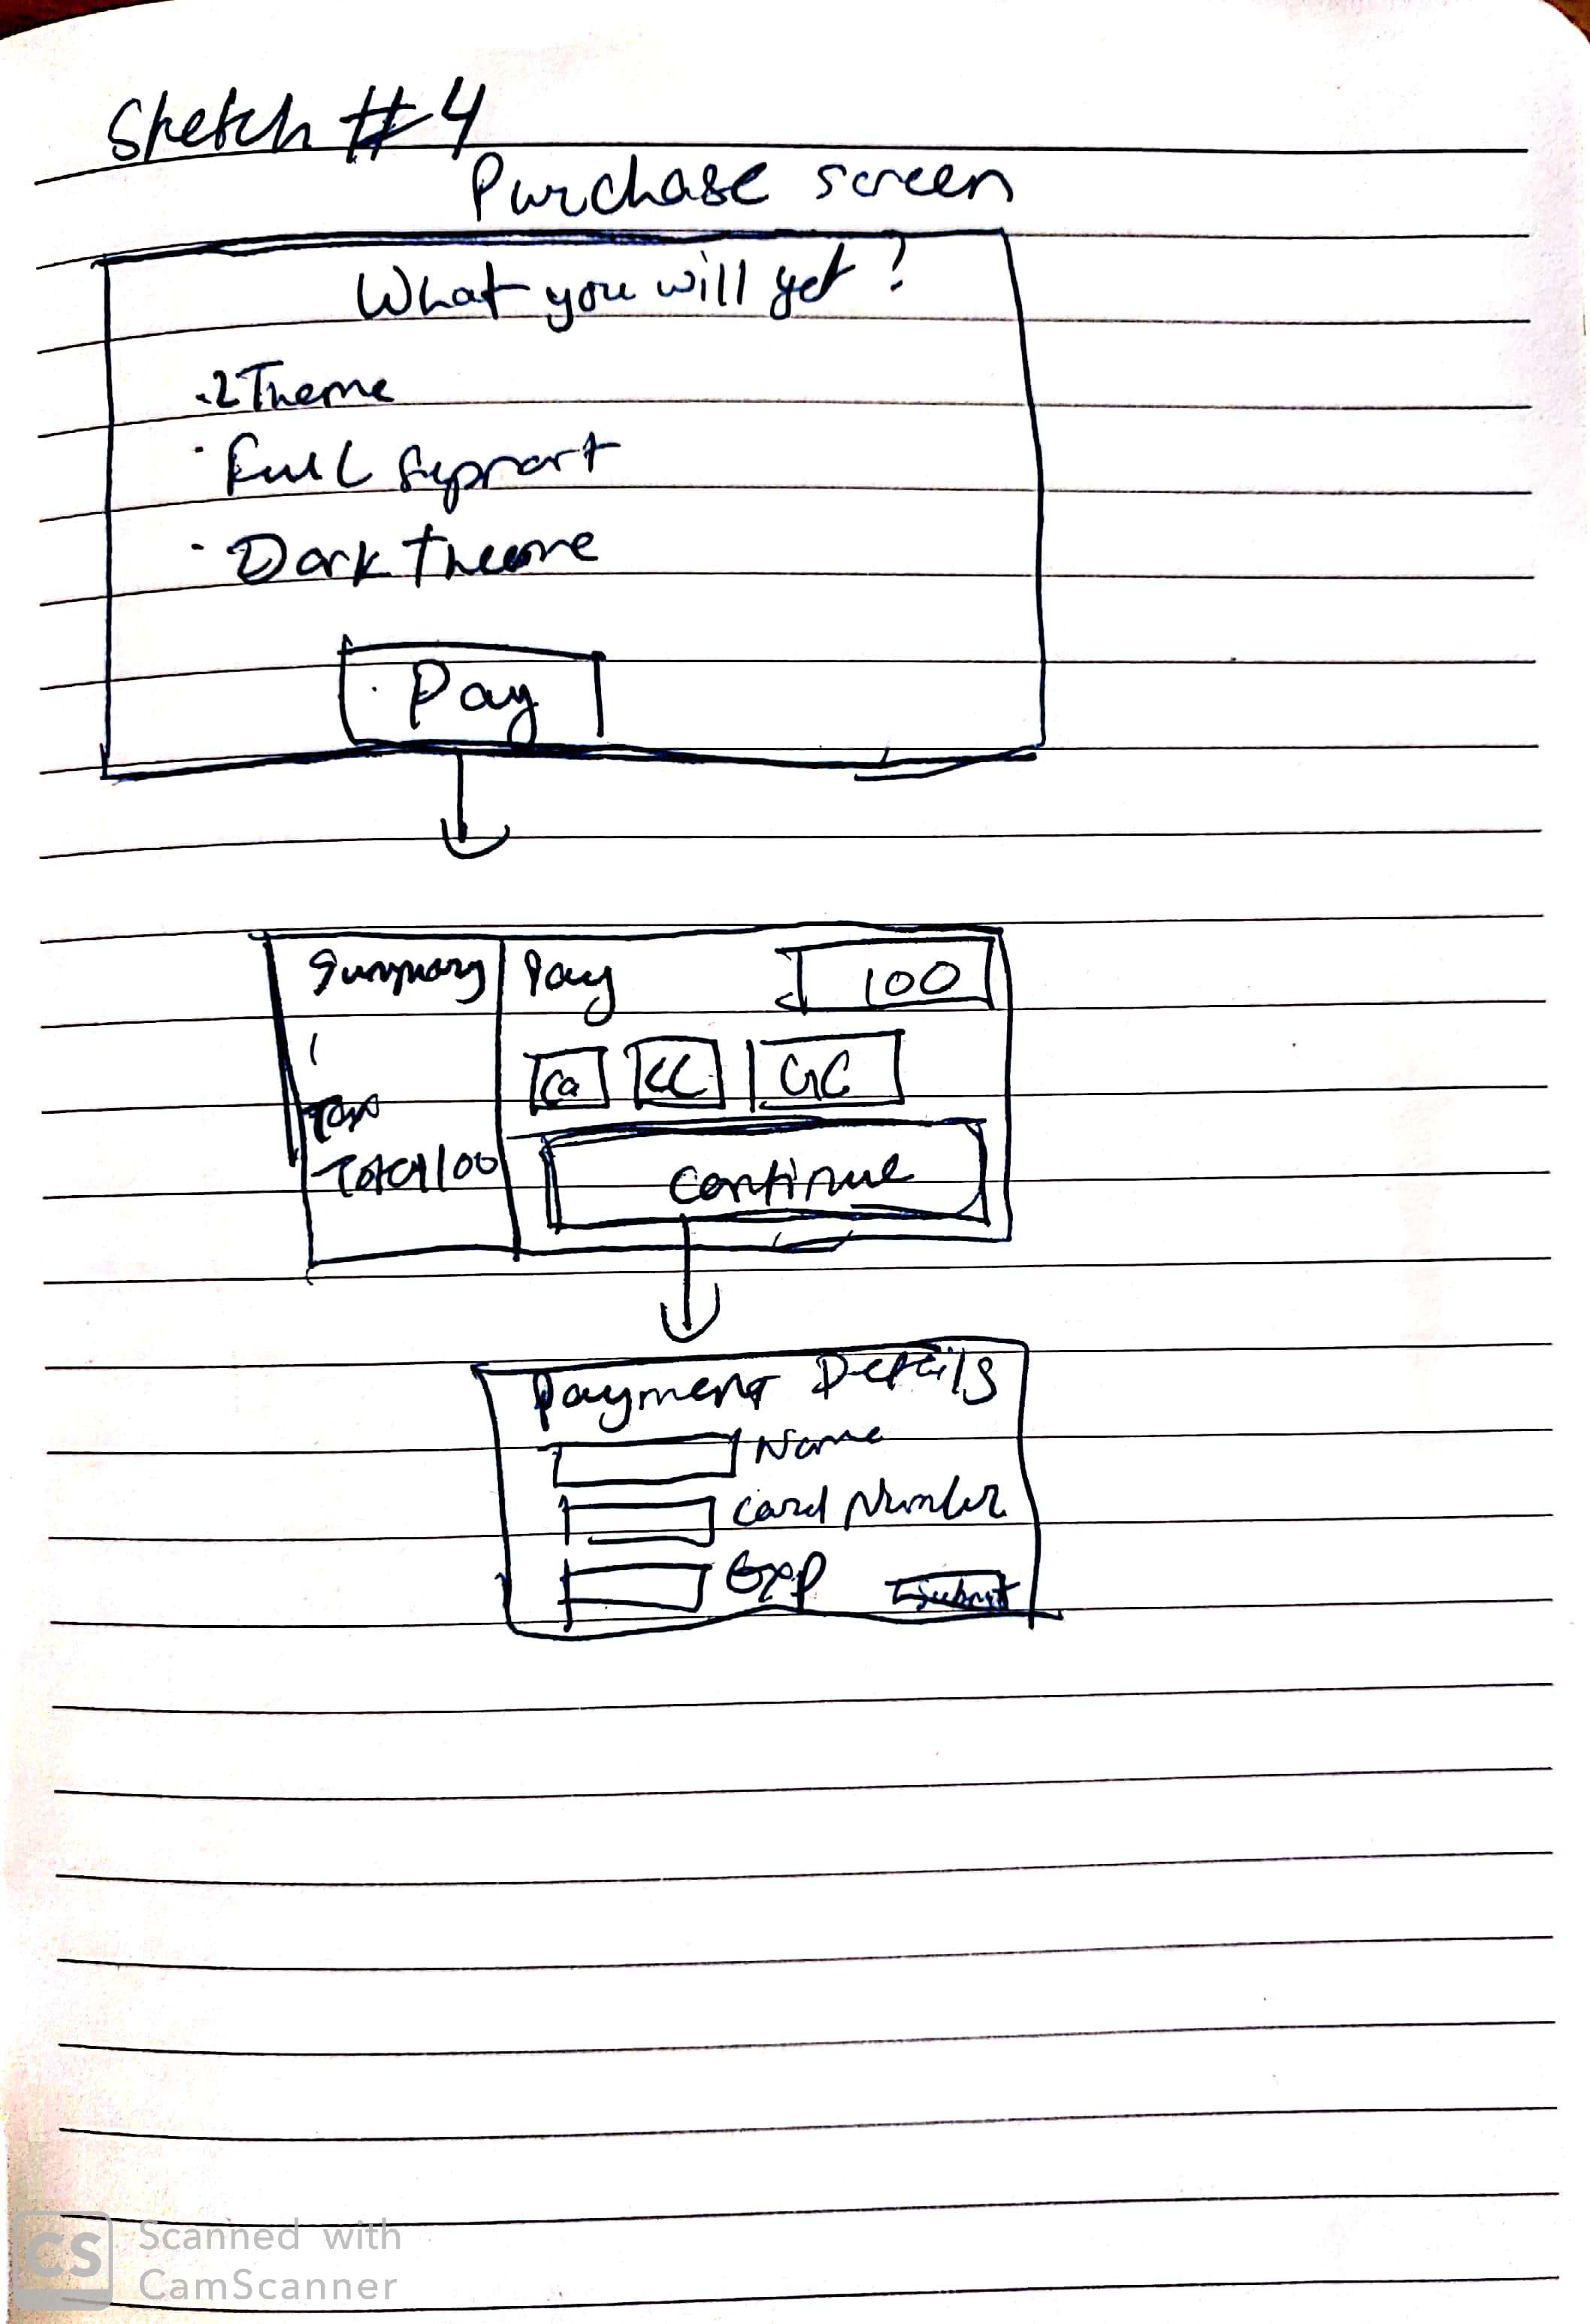 Sketch #4
Purchase screen
What you will get?
.2 Theme
· Full Support
· Dark theme
Pay
Summary
Tax
Total 100
Pay
100
Ca
CC
GC
Continue
Payment Details
Name
Card Number
Exp
Submit
CS
Scanned with
CamScanner